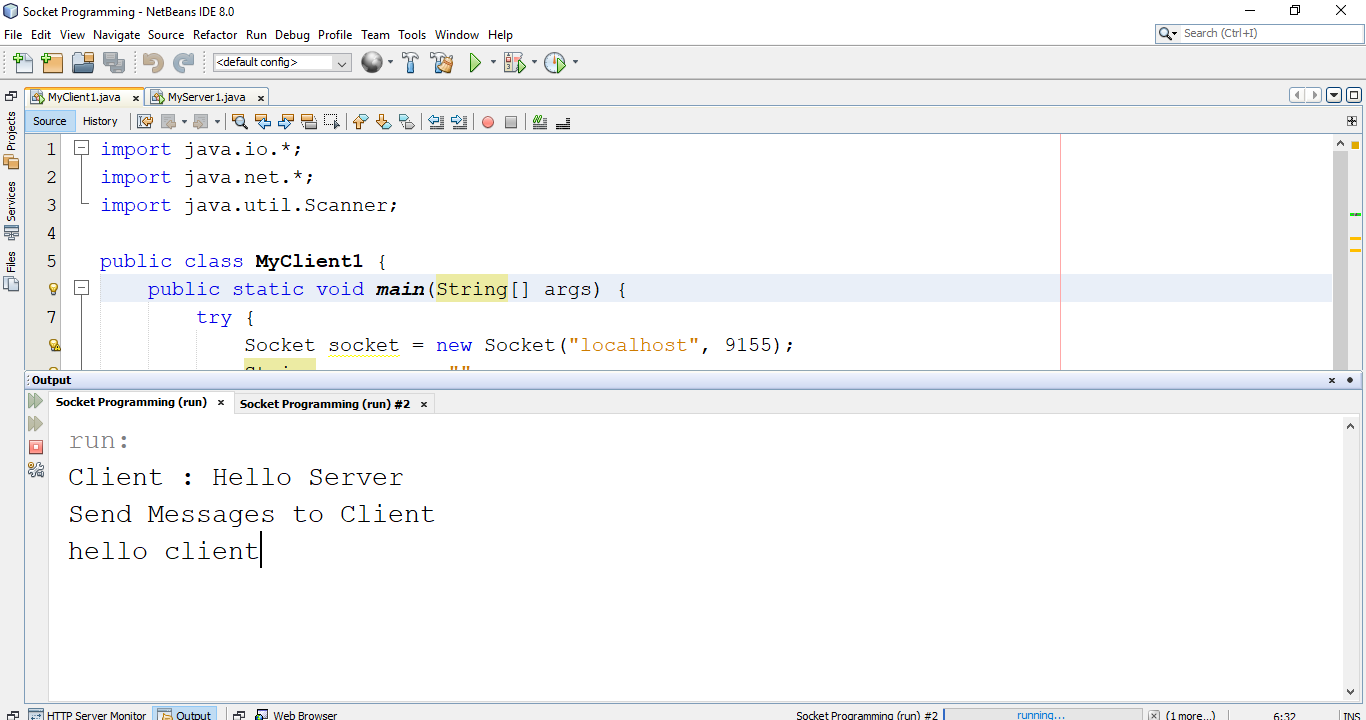 Socket Programming - NetBeans IDE 8.0
File Edit View Navigate Source Refactor Run Debug Profile Team Tools Window Help
Search (Ctrl+I)
<default config>
MyClient1.java
MyServer1.java
Source
History
Projects
Services
Files
1 import java.io.*;
2 import java.net.*;
3 import java.util.Scanner;
4
5 public class MyClient1 {
public static void main(String[] args) {
7 try {
Socket socket = new Socket("localhost", 9155);
Output
Socket Programming (run)
Socket Programming (run) #2
run:
Client : Hello Server
Send Messages to Client
hello client
HTTP Server Monitor
Output
Web Browser
Socket Programming (run) #2
running...
(1 more...)
6:32
INS